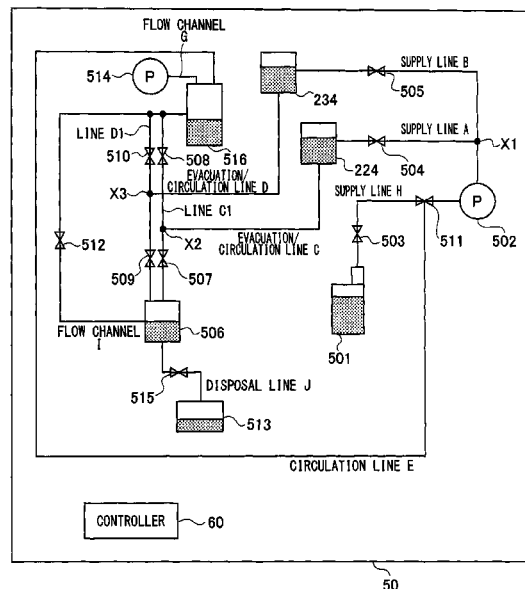 FLOW CHANNEL
G
514
P
LINE D1
510
508
516
234
SUPPLY LINE B
505
SUPPLY LINE A
X1
224
504
EVACUATION/
CIRCULATION LINE D
X3
LINE C1
SUPPLY LINE H
P
502
512
X2
EVACUATION/
CIRCULATION LINE C
503
511
509
507
FLOW CHANNEL
I
506
501
515
DISPOSAL LINE J
513
CIRCULATION LINE E
CONTROLLER
60
50